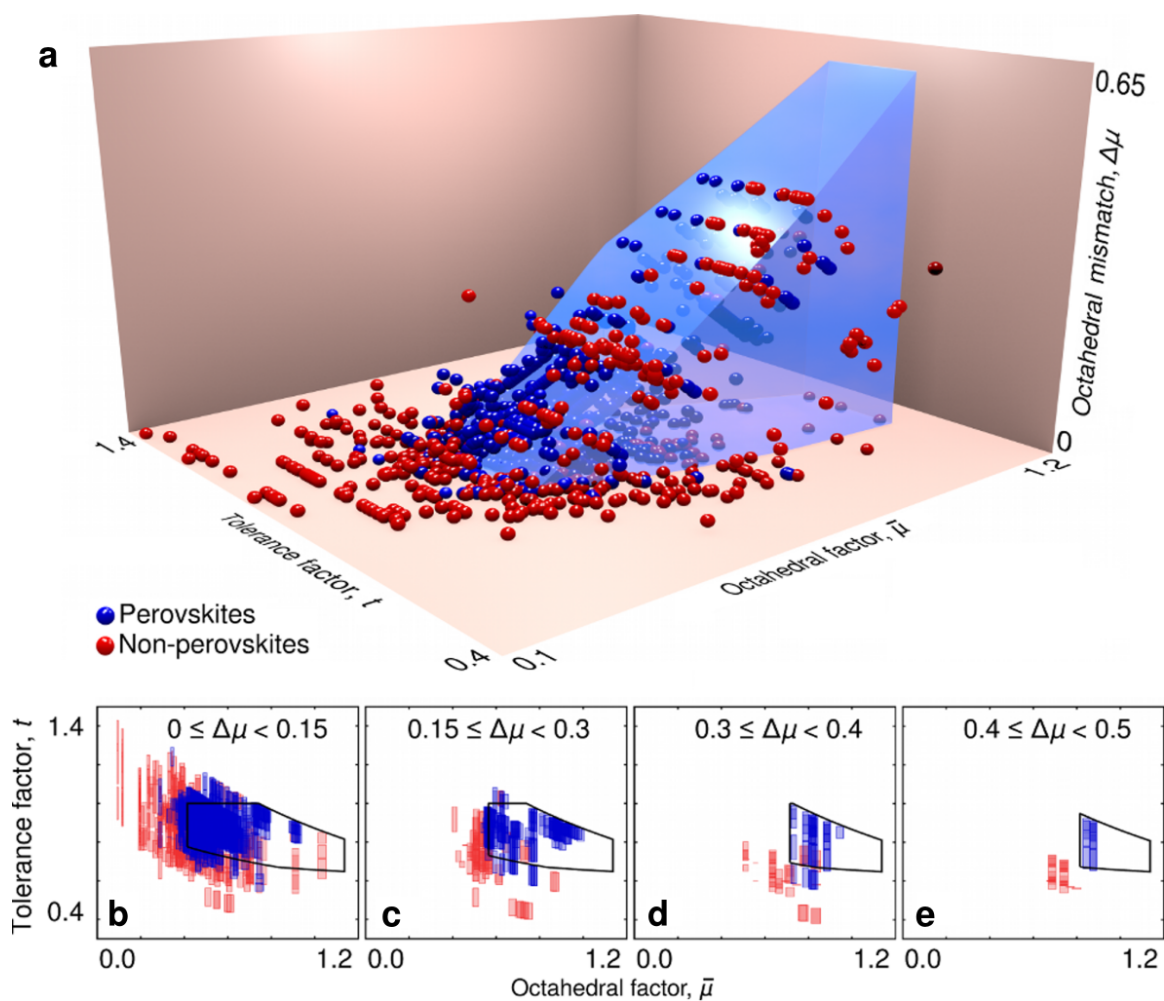 a
0.65
Octahedral mismatch, Δμ
0
1.2
1.4
Tolerance factor, t
Octahedral factor, μ̄
0.4
0.1
Perovskites
Non-perovskites
Tolerance factor, t
1.4
0.4
0 ≤ Δμ < 0.15
0.15 ≤ Δμ < 0.3
0.3 ≤ Δμ < 0.4
0.4 ≤ Δμ < 0.5
b
c
d
e
0.0 1.2 0.0 1.2 0.0 1.2 0.0 1.2
Octahedral factor, μ̄